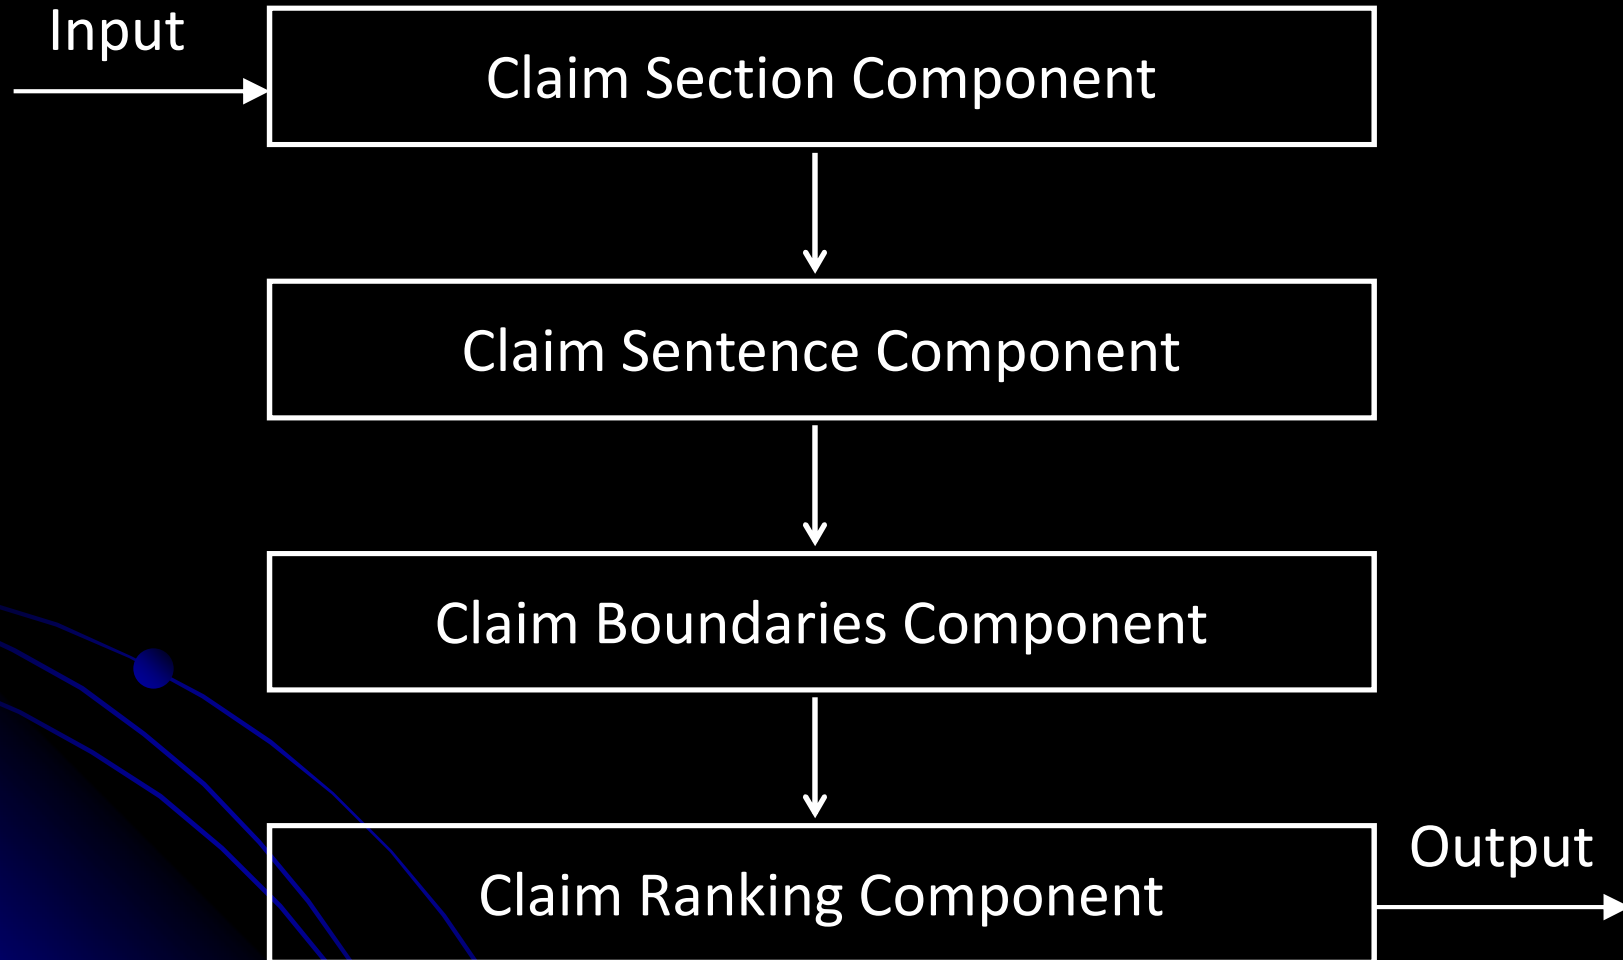 Input
Claim Section Component
Claim Sentence Component
Claim Boundaries Component
Claim Ranking Component
Output